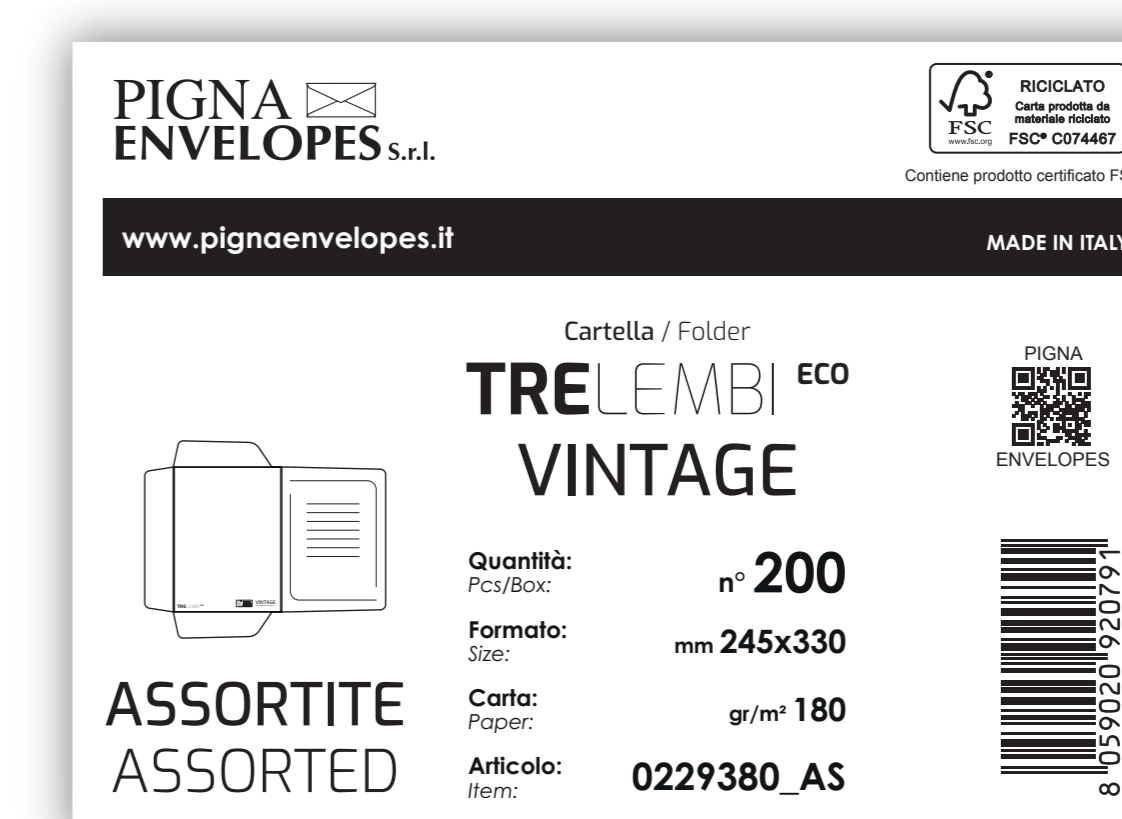 PIGNA
ENVELOPES S.r.l.
FSC
www.fsc.org
RICICLATO
Carta prodotta da
materiale riciclato
FSC® C074467
Contiene prodotto certificato
www.pignaenvelopes.it
MADE IN ITALY
Cartella / Folder
TRELEMBI ECO
VINTAGE
PIGNA
ENVELOPES
VINTAGE
ASSORTITE
ASSORTED
Quantità:
Pcs/Box:
n° 200
Formato:
Size:
mm 245x330
Carta:
Paper:
gr/m² 180
Articolo:
Item:
0229380_AS
8 059020 920791